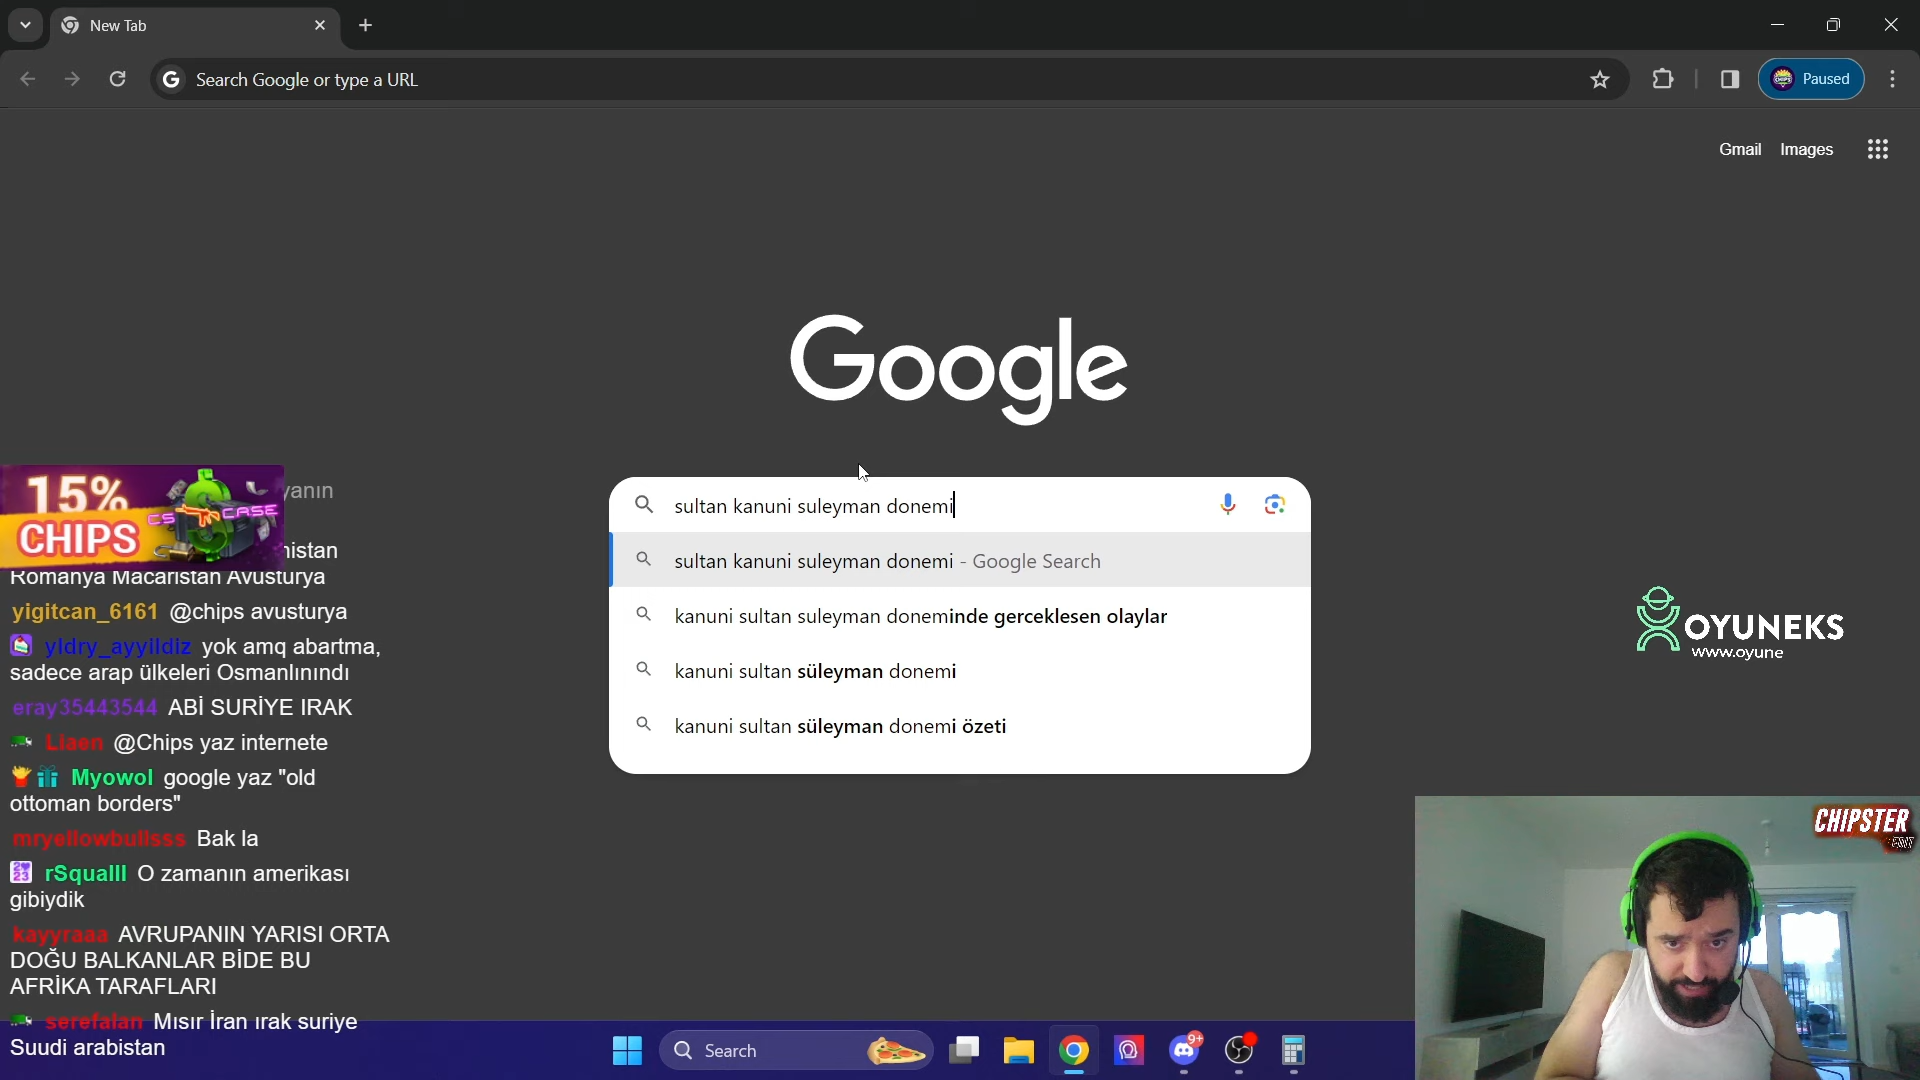 New Tab
Search Google or type a URL
Paused
Gmail Images
Google
sultan kanuni suleyman donemi
sultan kanuni suleyman donemi - Google Search
kanuni sultan suleyman doneminde gerceklesen olaylar
kanuni sultan süleyman donemi
kanuni sultan süleyman donemi özeti
15%
CHIPS
CS CASE
yanın
nistan
Romanya Macaristan Avusturya
yigitcan_6161 @chips avusturya
yldry_ayyildiz yok amq abartma,
sadece arap ülkeleri Osmanlınındı
eray35443544 ABİ SURİYE IRAK
Liaen @Chips yaz internete
Myowol google yaz "old
ottoman borders"
mryellowbullsss Bak la
rSqualll O zamanın amerikası
gibiydik
kayyraaa AVRUPANIN YARISI ORTA
DOĞU BALKANLAR BİDE BU
AFRİKA TARAFLARI
serefalan Mısır İran ırak suriye
Suudi arabistan
OYUNEKS
www.oyune
CHIPSTER
EDIT
Search
9+